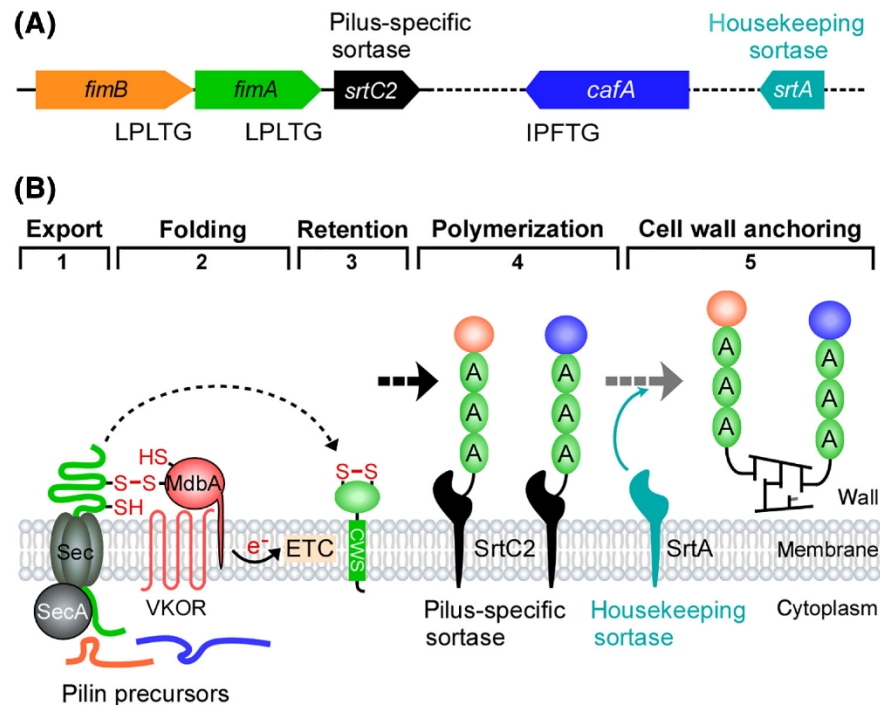 (A)
Pilus-specific
sortase
Housekeeping
sortase
fimB
fimA
srtC2
cafA
srtA
LPLTG
LPLTG
IPFTG
(B)
Export
Folding
Retention
Polymerization
Cell wall anchoring
1
2
3
4
5
A
A
A
A
A
A
A
A
A
A
A
A
HS
S-S
MdbA
SH
S-S
Wall
Sec
e-
ETC
CWS
SrtC2
SrtA
Membrane
SecA
VKOR
Pilus-specific
sortase
Housekeeping
sortase
Cytoplasm
Pilin precursors